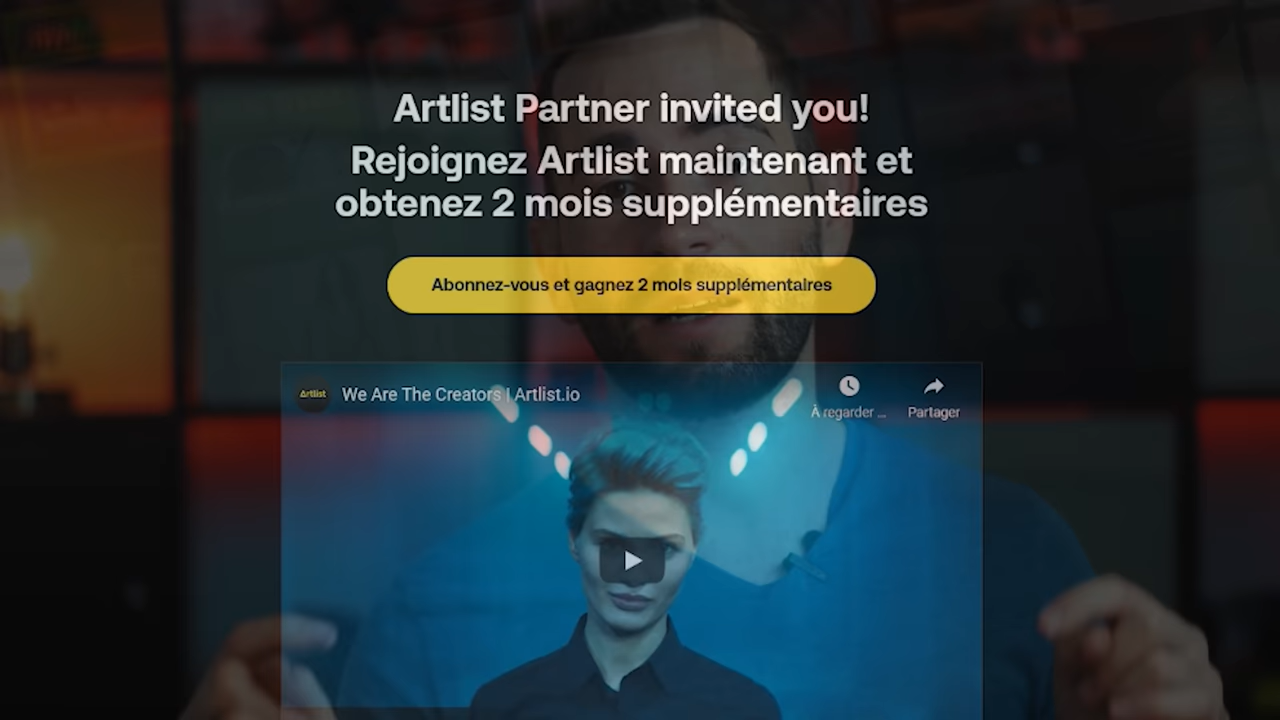 Artlist Partner invited you!
Rejoignez Artlist maintenant et
obtenez 2 mois supplémentaires
Abonnez-vous et gagnez 2 mois supplémentaires
Artlist
We Are The Creators | Artlist.io
À regarder ...
Partager